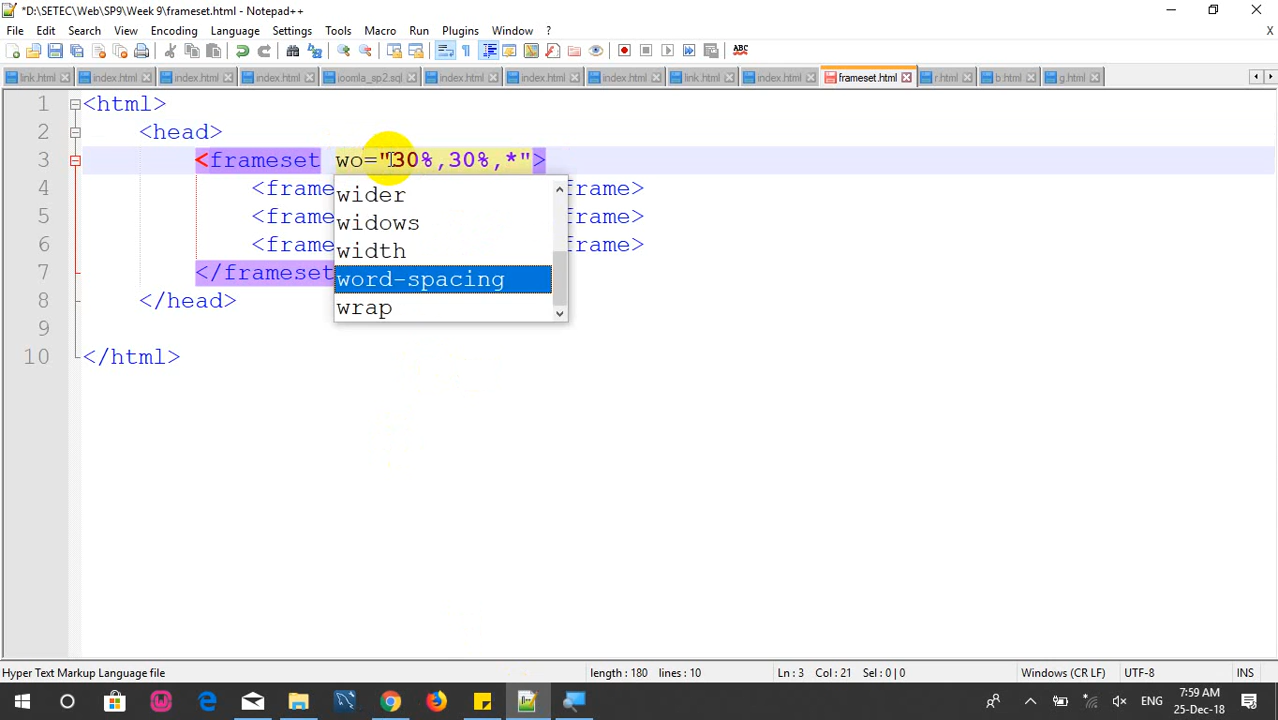 *D:\SETEC\Web\SP9\Week 9\frameset.html - Notepad++
File Edit Search View Encoding Language Settings Tools Macro Run Plugins Window ? X
link.html index.html index.html index.html joomla_sp2.sql index.html index.html index.html link.html index.html frameset.html r.html b.html g.html
1 <html>
2 <head>
3 <frameset wo="30%,30%,*">
4 <frame frame>
5 <frame frame>
6 <frame frame>
7 </frameset
8 </head>
9
10 </html>
wider
widows
width
word-spacing
wrap
Hyper Text Markup Language file length : 180 lines : 10 Ln : 3 Col : 21 Sel : 0 | 0 Windows (CR LF) UTF-8 INS
ENG 7:59 AM
25-Dec-18